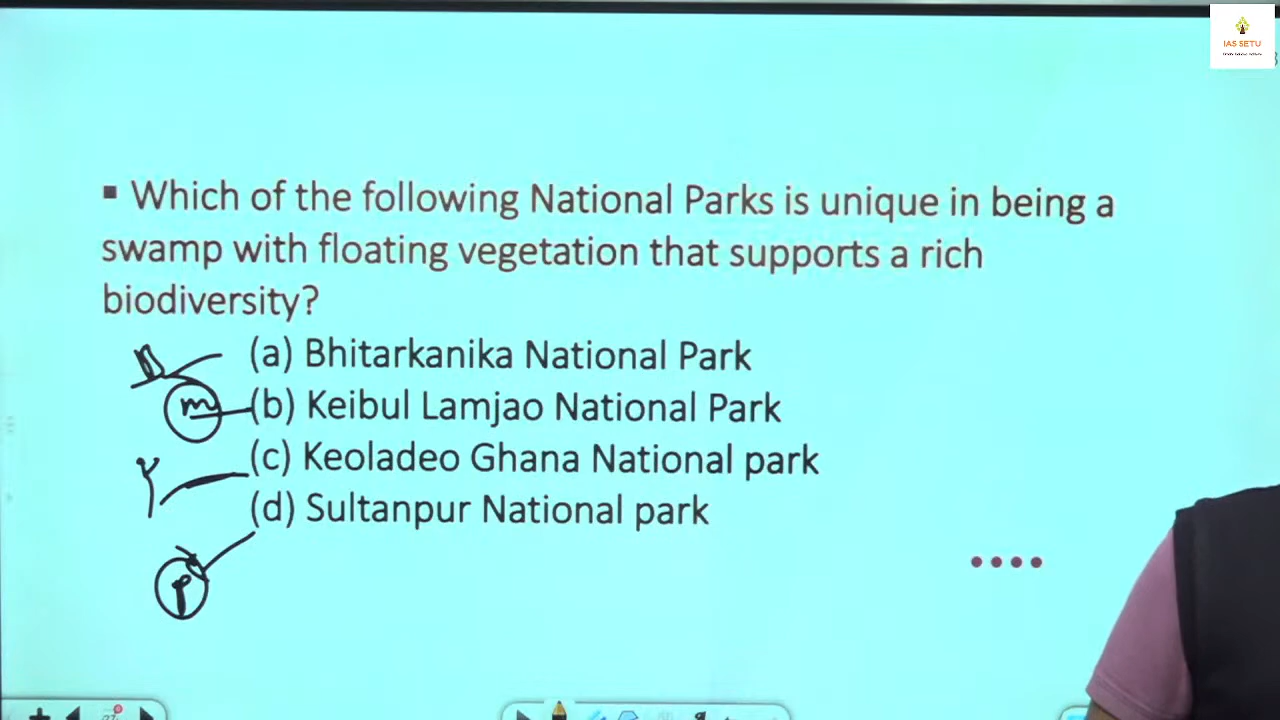 IAS SETU
▪ Which of the following National Parks is unique in being a
swamp with floating vegetation that supports a rich
biodiversity?
(a) Bhitarkanika National Park
m
(b) Keibul Lamjao National Park
(c) Keoladeo Ghana National park
(d) Sultanpur National park
P